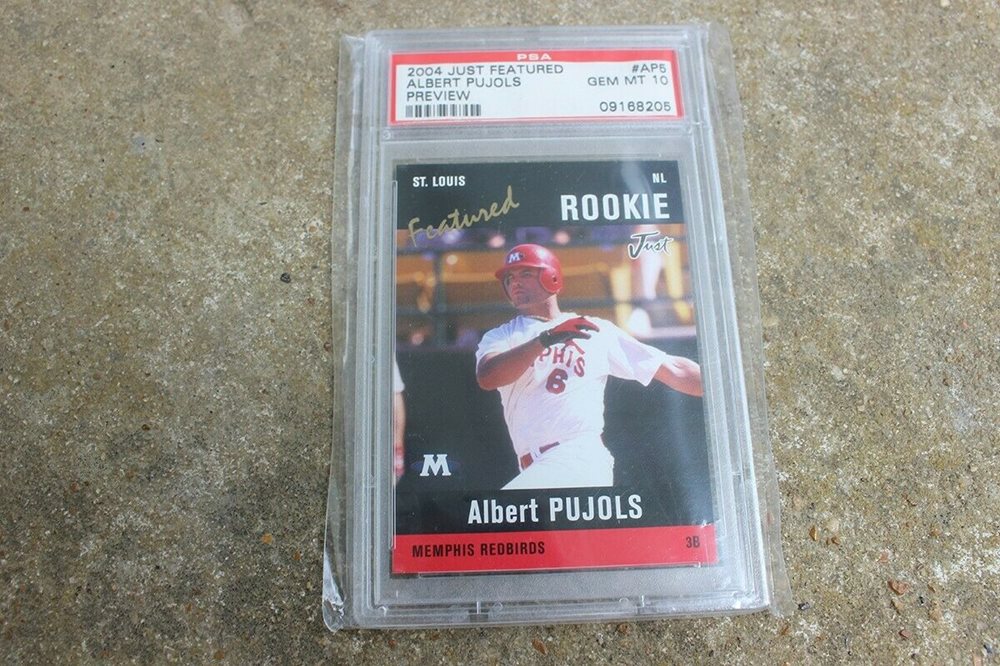 PSA
2004 JUST FEATURED #AP5
ALBERT PUJOLS GEM MT 10
PREVIEW
09168205
ST. LOUIS NL
Featured ROOKIE
Just
M
PHIS
6
M
Albert PUJOLS
MEMPHIS REDBIRDS 3B